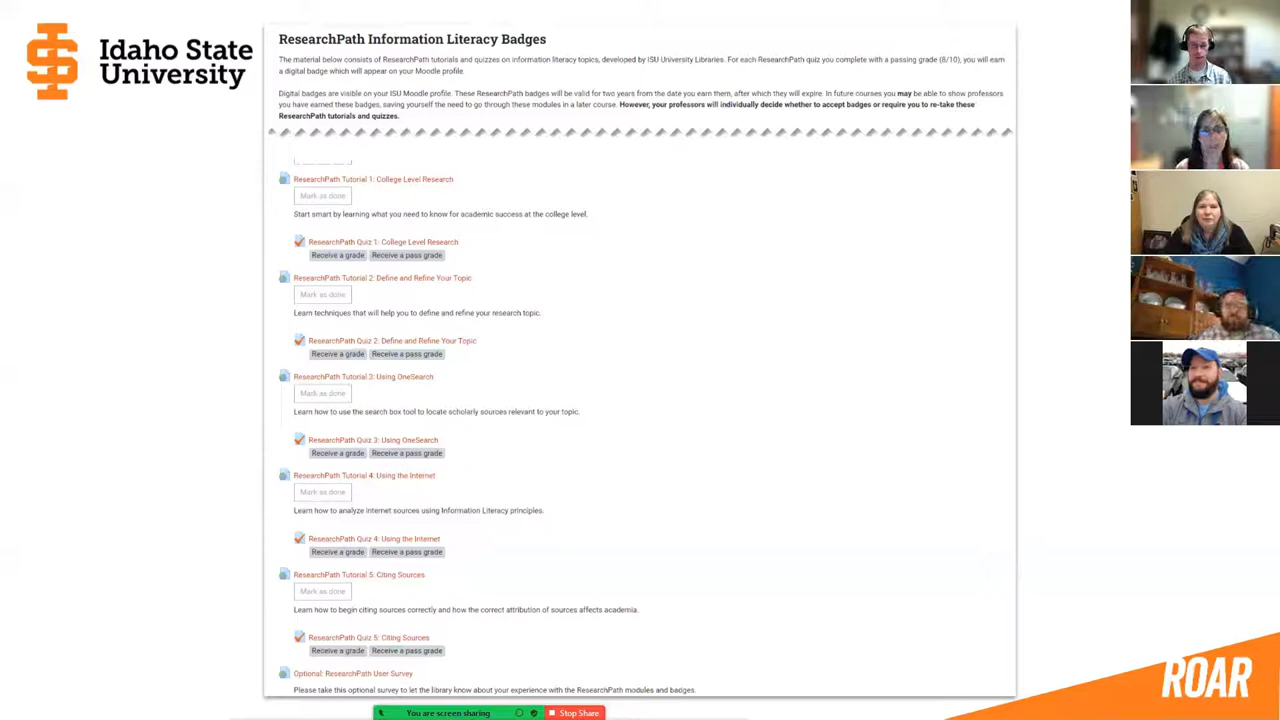 Idaho State
University
ResearchPath Information Literacy Badges
The material below consists of ResearchPath tutorials and quizzes on information literacy topics, developed by ISU University Libraries. For each ResearchPath quiz you complete with a passing grade (8/10), you will earn
a digital badge which will appear on your Moodle profile.
Digital badges are visible on your ISU Moodle profile. These ResearchPath badges will be valid for two years from the date you earn them, after which they will expire. In future courses you may be able to show professors
you have earned these badges, saving yourself the need to go through these modules in a later course. However, your professors will individually decide whether to accept badges or require you to re-take these
ResearchPath tutorials and quizzes.
ResearchPath Tutorial 1: College Level Research
Mark as done
Start smart by learning what you need to know for academic success at the college level.
ResearchPath Quiz 1: College Level Research
Receive a grade Receive a pass grade
ResearchPath Tutorial 2: Define and Refine Your Topic
Mark as done
Learn techniques that will help you to define and refine your research topic.
ResearchPath Quiz 2: Define and Refine Your Topic
Receive a grade Receive a pass grade
ResearchPath Tutorial 3: Using OneSearch
Mark as done
Learn how to use the search box tool to locate scholarly sources relevant to your topic.
ResearchPath Quiz 3: Using OneSearch
Receive a grade Receive a pass grade
ResearchPath Tutorial 4: Using the Internet
Mark as done
Learn how to analyze internet sources using Information Literacy principles.
ResearchPath Quiz 4: Using the Internet
Receive a grade Receive a pass grade
ResearchPath Tutorial 5: Citing Sources
Mark as done
Learn how to begin citing sources correctly and how the correct attribution of sources affects academia.
ResearchPath Quiz 5: Citing Sources
Receive a grade Receive a pass grade
Optional: ResearchPath User Survey
Please take this optional survey to let the library know about your experience with the ResearchPath modules and badges.
ROAR
You are screen sharing Stop Share